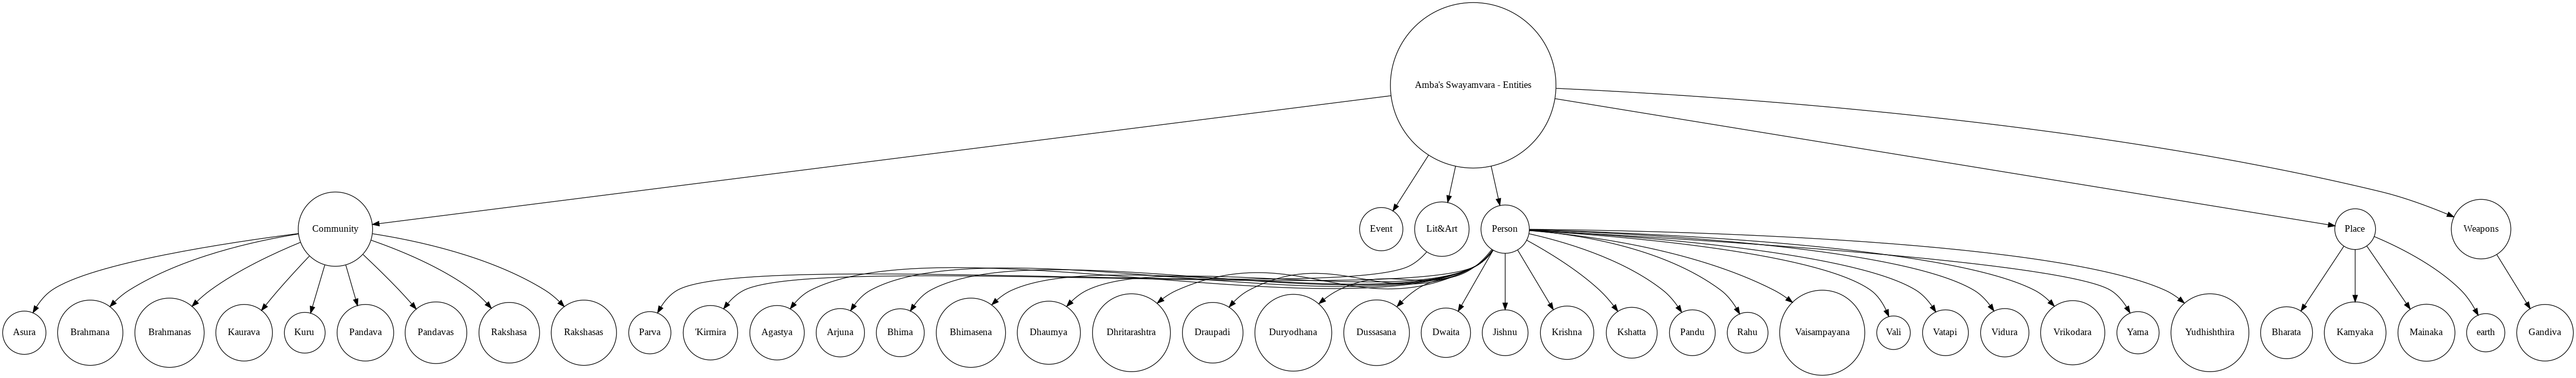 Amba's Swayamvara - Entities
Community
Event
Lit&Art
Person
Place
Weapons
Asura
Brahmana
Brahmanas
Kaurava
Kuru
Pandava
Pandavas
Rakshasa
Rakshasas
Parva
'Kirmira
Agastya
Arjuna
Bhima
Bhimasena
Dhaumya
Dhritarashtra
Draupadi
Duryodhana
Dussasana
Dwaita
Jishnu
Krishna
Kshatta
Pandu
Rahu
Vaisampayana
Vali
Vatapi
Vidura
Vrikodara
Yama
Yudhishthira
Bharata
Kamyaka
Mainaka
earth
Gandiva